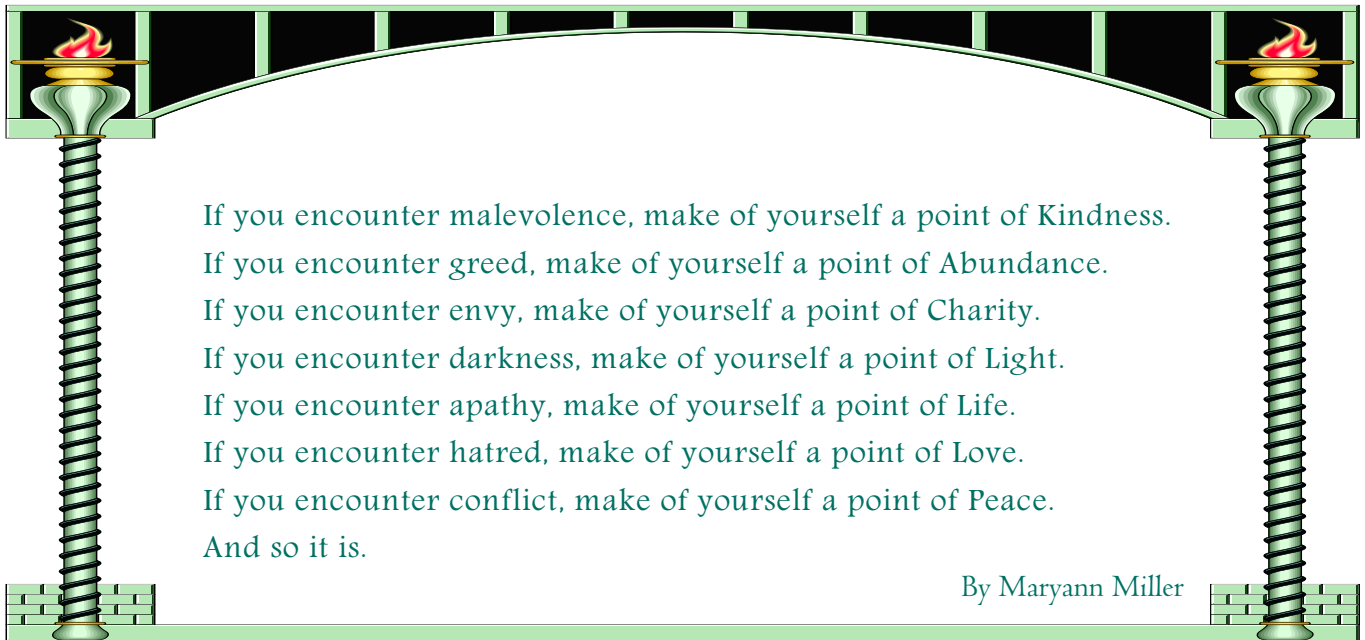 If you encounter malevolence, make of yourself a point of Kindness.
If you encounter greed, make of yourself a point of Abundance.
If you encounter envy, make of yourself a point of Charity.
If you encounter darkness, make of yourself a point of Light.
If you encounter apathy, make of yourself a point of Life.
If you encounter hatred, make of yourself a point of Love.
If you encounter conflict, make of yourself a point of Peace.
And so it is.
By Maryann Miller